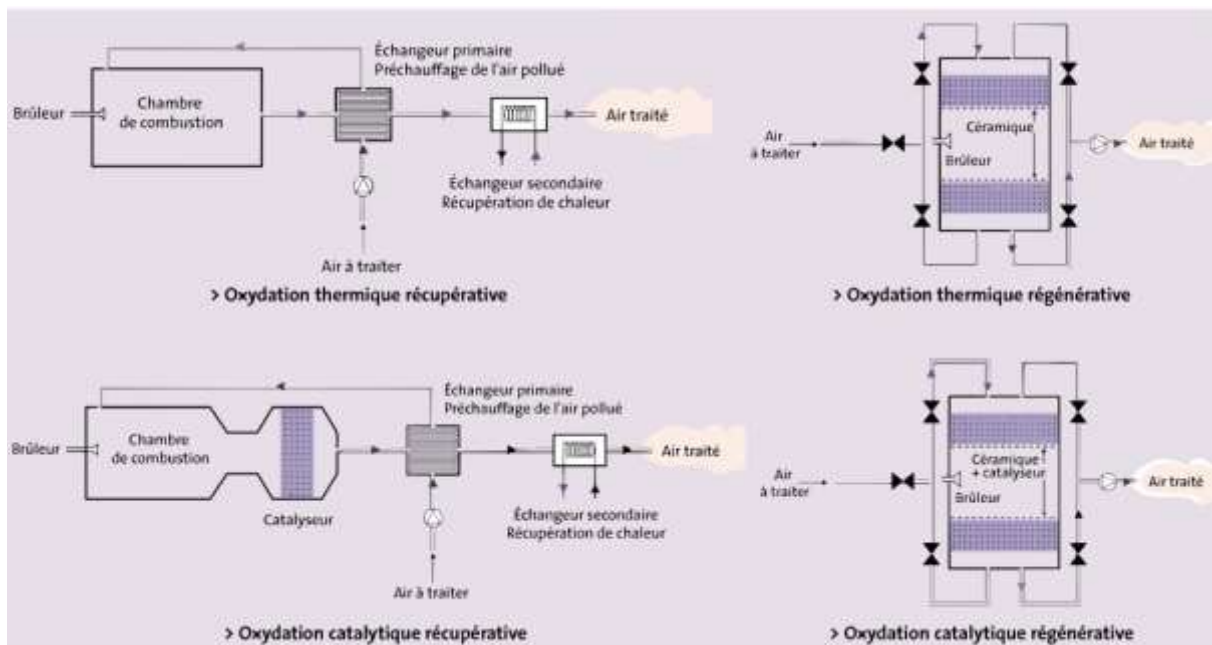 Échangeur primaire
Préchauffage de l'air pollué
Brûleur
Chambre
de combustion
Air traité
Échangeur secondaire
Récupération de chaleur
Air à traiter
> Oxydation thermique récupérative
Air
à traiter
Céramique
Brûleur
Air traité
> Oxydation thermique régénérative
Échangeur primaire
Préchauffage de l'air pollué
Brûleur
Chambre
de combustion
Air traité
Catalyseur
Échangeur secondaire
Récupération de chaleur
Air à traiter
> Oxydation catalytique récupérative
Air
à traiter
Céramique
+ catalyseur
Brûleur
Air traité
> Oxydation catalytique régénérative